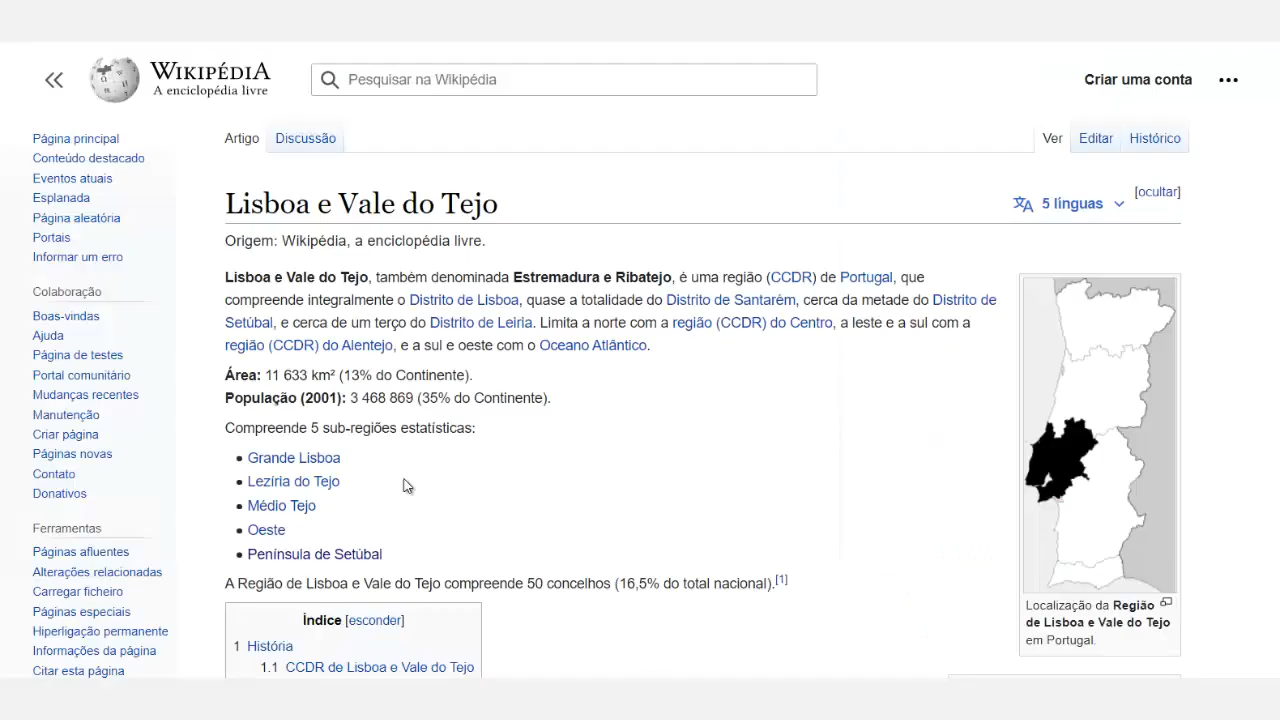 WIKIPÉDIA
A enciclopédia livre
Pesquisar na Wikipédia
Criar uma conta
Página principal
Conteúdo destacado
Eventos atuais
Esplanada
Página aleatória
Portais
Informar um erro
Colaboração
Boas-vindas
Ajuda
Página de testes
Portal comunitário
Mudanças recentes
Manutenção
Criar página
Páginas novas
Contato
Donativos
Ferramentas
Páginas afluentes
Alterações relacionadas
Carregar ficheiro
Páginas especiais
Hiperligação permanente
Informações da página
Citar esta página
Artigo Discussão
Ver Editar Histórico
Lisboa e Vale do Tejo
5 línguas
[ocultar]
Origem: Wikipédia, a enciclopédia livre.
Lisboa e Vale do Tejo, também denominada Estremadura e Ribatejo, é uma região (CCDR) de Portugal, que
compreende integralmente o Distrito de Lisboa, quase a totalidade do Distrito de Santarém, cerca da metade do Distrito de
Setúbal, e cerca de um terço do Distrito de Leiria. Limita a norte com a região (CCDR) do Centro, a leste e a sul com a
região (CCDR) do Alentejo, e a sul e oeste com o Oceano Atlântico.
Área: 11 633 km² (13% do Continente).
População (2001): 3 468 869 (35% do Continente).
Compreende 5 sub-regiões estatísticas:
• Grande Lisboa
• Lezíria do Tejo
• Médio Tejo
• Oeste
• Península de Setúbal
A Região de Lisboa e Vale do Tejo compreende 50 concelhos (16,5% do total nacional).[1]
Índice [esconder]
1 História
1.1 CCDR de Lisboa e Vale do Tejo
Localização da Região
de Lisboa e Vale do Tejo
em Portugal.